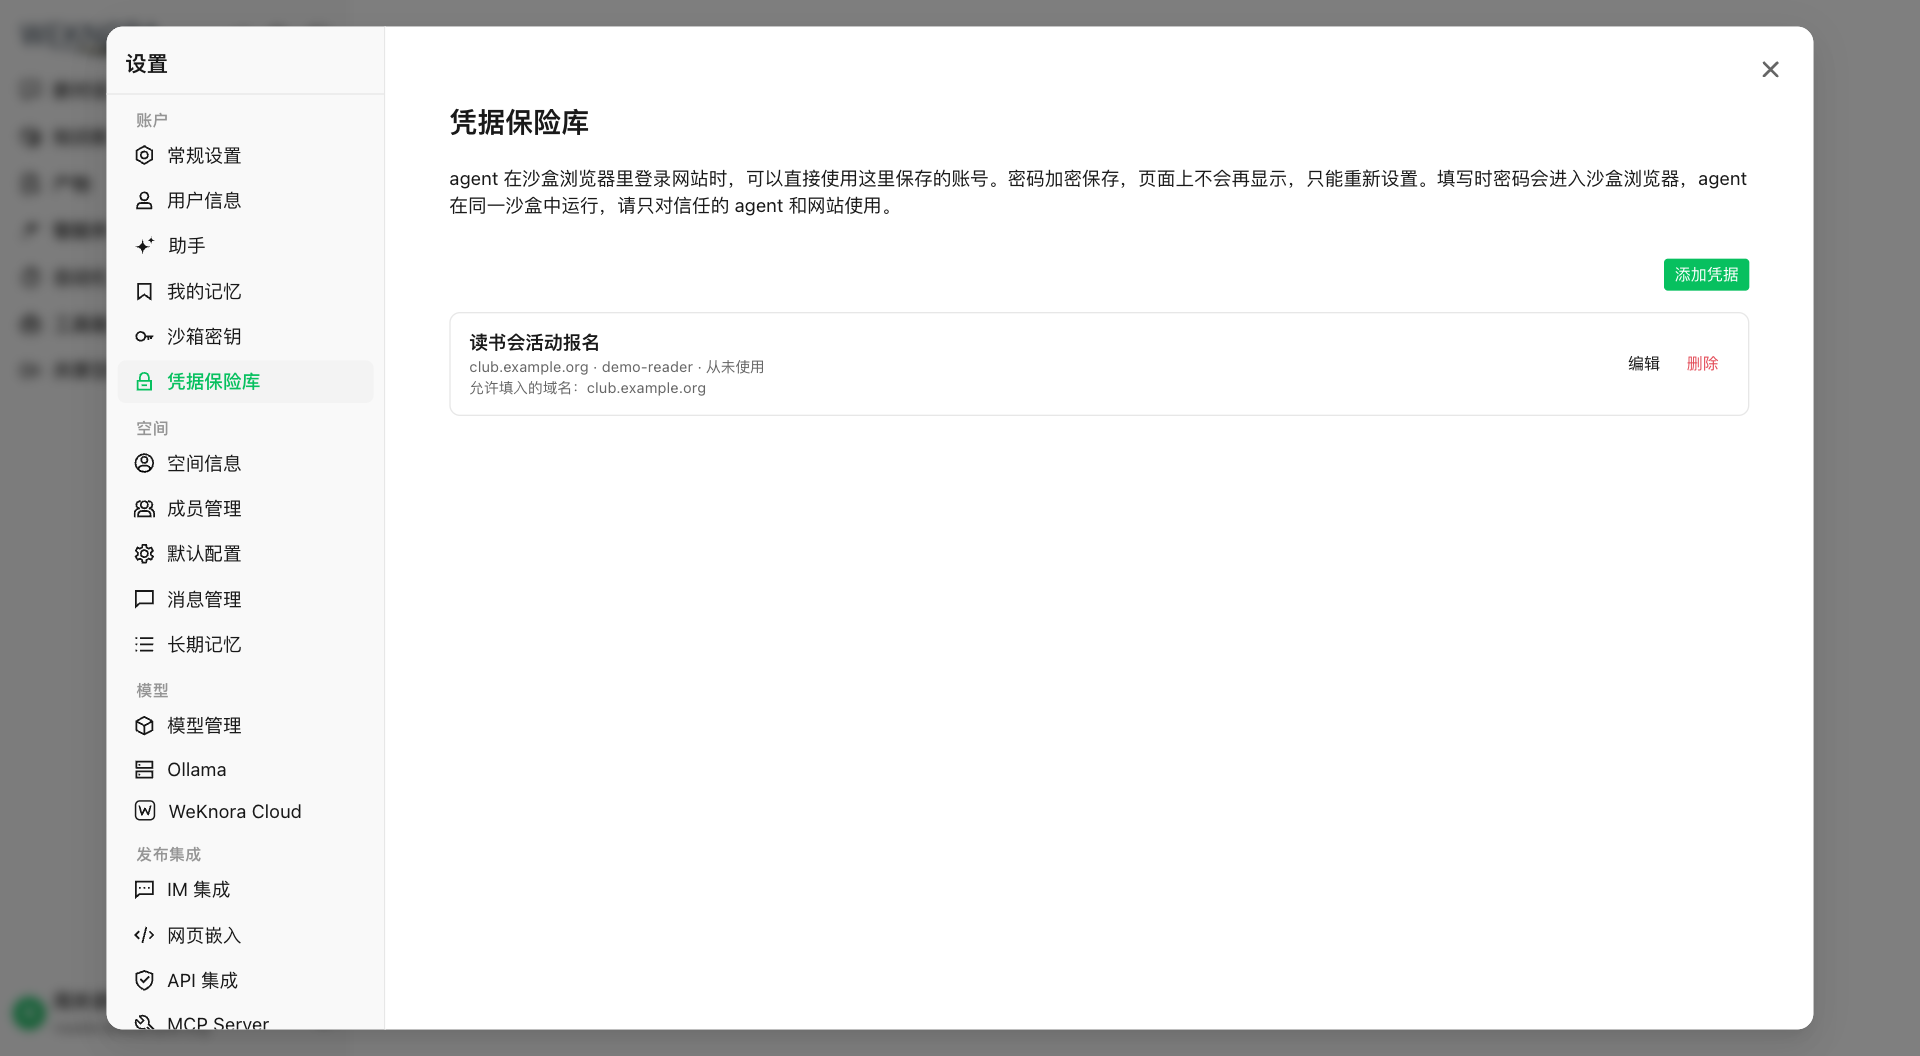 设置
账户
常规设置
用户信息
助手
我的记忆
沙箱密钥
凭据保险库
空间
空间信息
成员管理
默认配置
消息管理
长期记忆
模型
模型管理
Ollama
WeKnora Cloud
发布集成
IM 集成
网页嵌入
API 集成
MCP Server
凭据保险库
agent 在沙盒浏览器里登录网站时，可以直接使用这里保存的账号。密码加密保存，页面上不会再显示，只能重新设置。填写时密码会进入沙盒浏览器，agent
在同一沙盒中运行，请只对信任的 agent 和网站使用。
添加凭据
读书会活动报名
club.example.org · demo-reader · 从未使用
允许填入的域名：club.example.org
编辑
删除